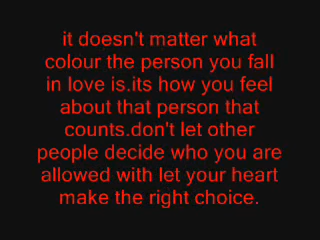 it doesn't matter what
colour the person you fall
in love is.its how you feel
about that person that
counts.don't let other
people decide who you are
allowed with let your heart
make the right choice.